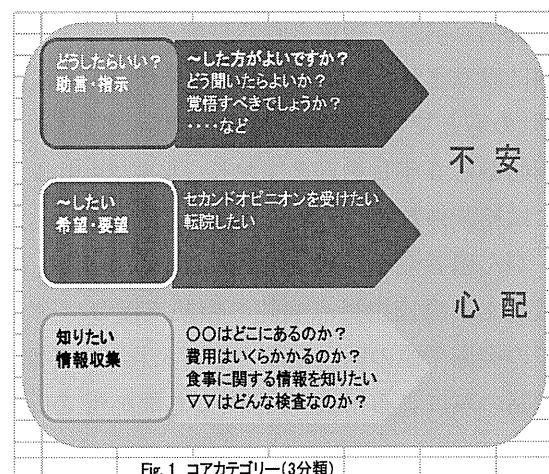 どうしたらいい?
助言・指示
~した方がよいですか?
どう聞いたらよいか?
覚悟すべきでしょうか?
・・・・など
不 安
~したい
希望・要望
セカンドオピニオンを受けたい
転院したい
心 配
知りたい
情報収集
〇〇はどこにあるのか?
費用はいくらかかるのか?
食事に関する情報を知りたい
▽▽はどんな検査なのか?
Fig. 1 コアカテゴリー(3分類)